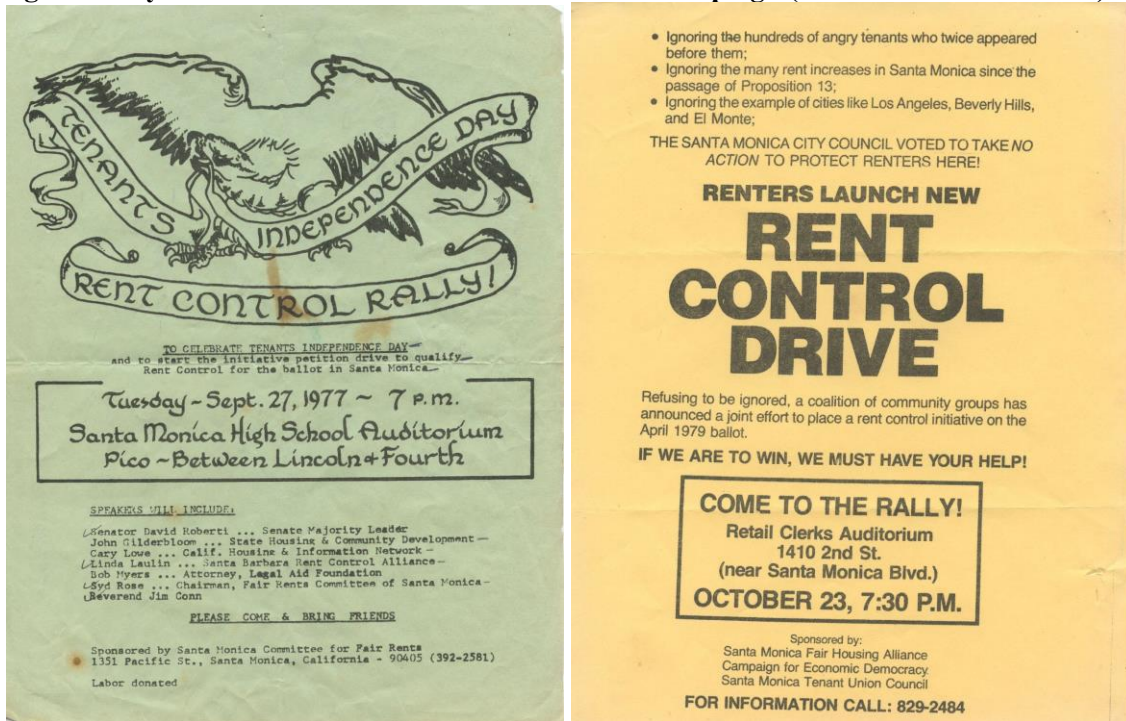 TENANTS INDEPENDENCE DAY
RENT CONTROL RALLY!
TO CELEBRATE TENANTS INDEPENDENCE DAY
and to start the initiative petition drive to qualify
Rent Control for the ballot in Santa Monica
Tuesday ~ Sept. 27, 1977 ~ 7 P.M.
Santa Monica High School Auditorium
Pico ~ Between Lincoln + Fourth
SPEAKERS WILL INCLUDE:
Senator David Roberti ... Senate Majority Leader
John Gilderbloom ... State Housing & Community Development
Cary Lowe ... Calif. Housing & Information Network
Linda Laulin ... Santa Barbara Rent Control Alliance
Bob Myers ... Attorney, Legal Aid Foundation
Syd Rose ... Chairman, Fair Rents Committee of Santa Monica
Reverend Jim Conn
PLEASE COME & BRING FRIENDS
Sponsored by Santa Monica Committee for Fair Rents
1351 Pacific St., Santa Monica, California - 90405 (392-2581)
Labor donated
• Ignoring the hundreds of angry tenants who twice appeared
before them;
• Ignoring the many rent increases in Santa Monica since the
passage of Proposition 13;
• Ignoring the example of cities like Los Angeles, Beverly Hills,
and El Monte;
THE SANTA MONICA CITY COUNCIL VOTED TO TAKE NO
ACTION TO PROTECT RENTERS HERE!
RENTERS LAUNCH NEW
RENT
CONTROL
DRIVE
Refusing to be ignored, a coalition of community groups has
announced a joint effort to place a rent control initiative on the
April 1979 ballot.
IF WE ARE TO WIN, WE MUST HAVE YOUR HELP!
COME TO THE RALLY!
Retail Clerks Auditorium
1410 2nd St.
(near Santa Monica Blvd.)
OCTOBER 23, 7:30 P.M.
Sponsored by:
Santa Monica Fair Housing Alliance
Campaign for Economic Democracy
Santa Monica Tenant Union Council
FOR INFORMATION CALL: 829-2484